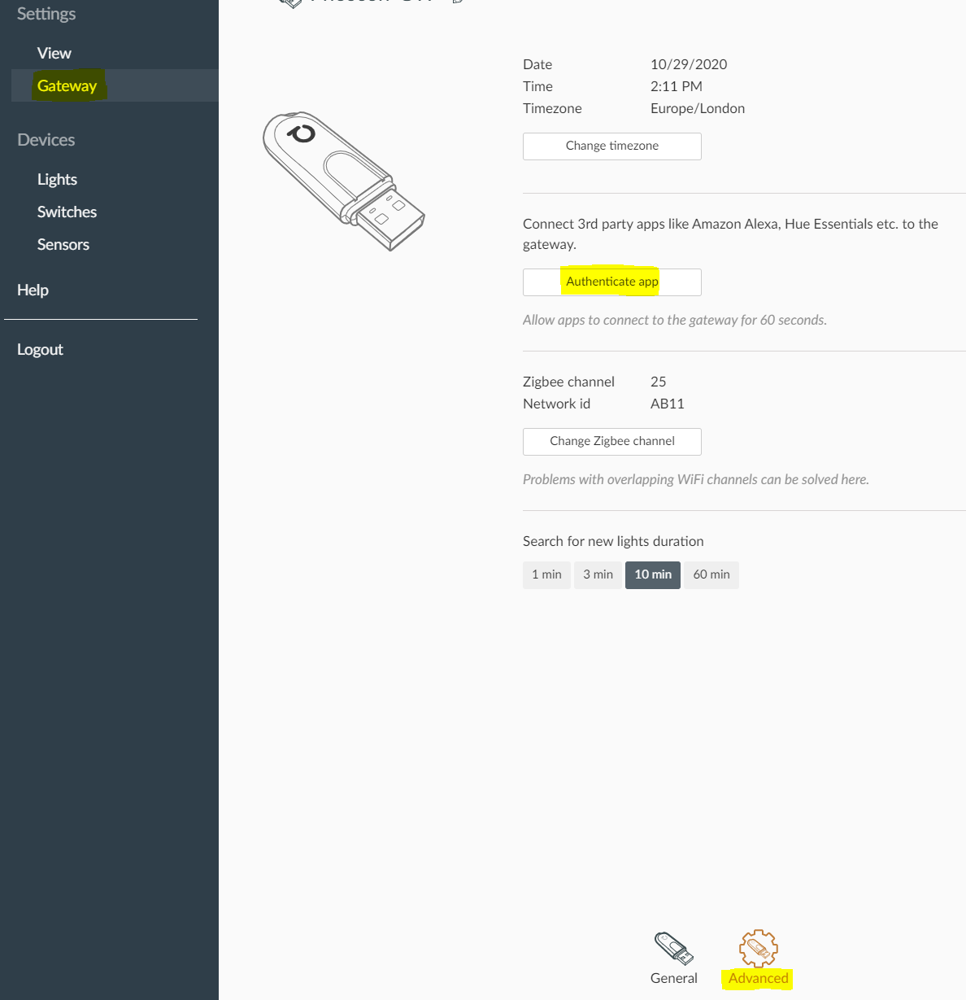 Settings
View
Gateway
Devices
Lights
Switches
Sensors
Help
Logout
Date 10/29/2020
Time 2:11 PM
Timezone Europe/London
Change timezone
Connect 3rd party apps like Amazon Alexa, Hue Essentials etc. to the
gateway.
Authenticate app
Allow apps to connect to the gateway for 60 seconds.
Zigbee channel 25
Network id AB11
Change Zigbee channel
Problems with overlapping WiFi channels can be solved here.
Search for new lights duration
1 min 3 min 10 min 60 min
General Advanced